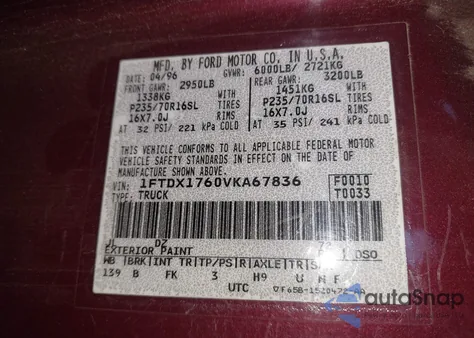 MFD. BY FORD MOTOR CO. IN U.S.A.
DATE: 04/96 GVWR: 6000LB/ 2721KG
FRONT GAWR: 2950LB REAR GAWR: 3200LB
1338KG WITH 1451KG WITH
P235/70R16SL TIRES P235/70R16SL TIRES
16X7.0J RIMS 16X7.0J RIMS
AT 32 PSI/ 221 kPa COLD AT 35 PSI/ 241 kPa COLD
THIS VEHICLE CONFORMS TO ALL APPLICABLE FEDERAL MOTOR
VEHICLE SAFETY STANDARDS IN EFFECT ON THE DATE OF
MANUFACTURE SHOWN ABOVE.
VIN: 1FTDX1760VKA67836 F0010
TYPE: TRUCK T0033
EXTERIOR PAINT DSO
WB BRK INT TR TP/PS R AXLE TR
139 B FK 3 H9 U
UTC
autoSnap